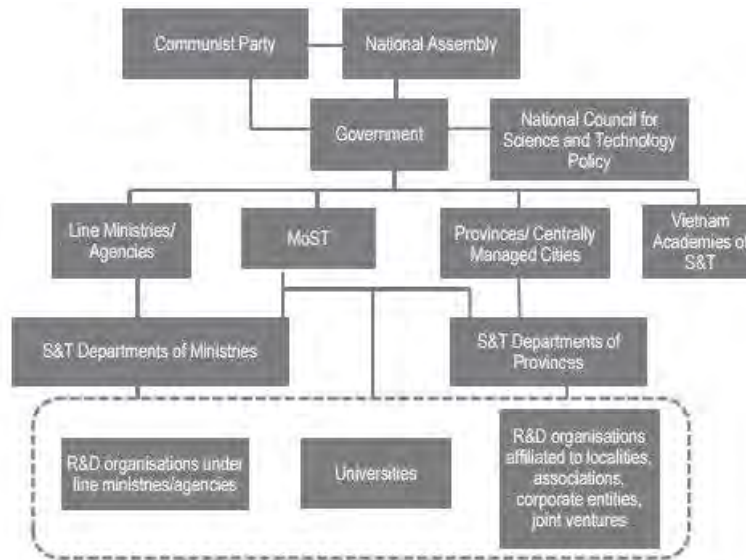 Communist Party
National Assembly
Government
National Council for
Science and Technology
Policy
Line Ministries/
Agencies
MoST
Provinces/ Centrally
Managed Cities
Vietnam
Academies of
S&T
S&T Departments of Ministries
S&T Departments of
Provinces
R&D organisations under
line ministries/agencies
Universities
R&D organisations
affiliated to localities,
associations,
corporate entities,
joint ventures